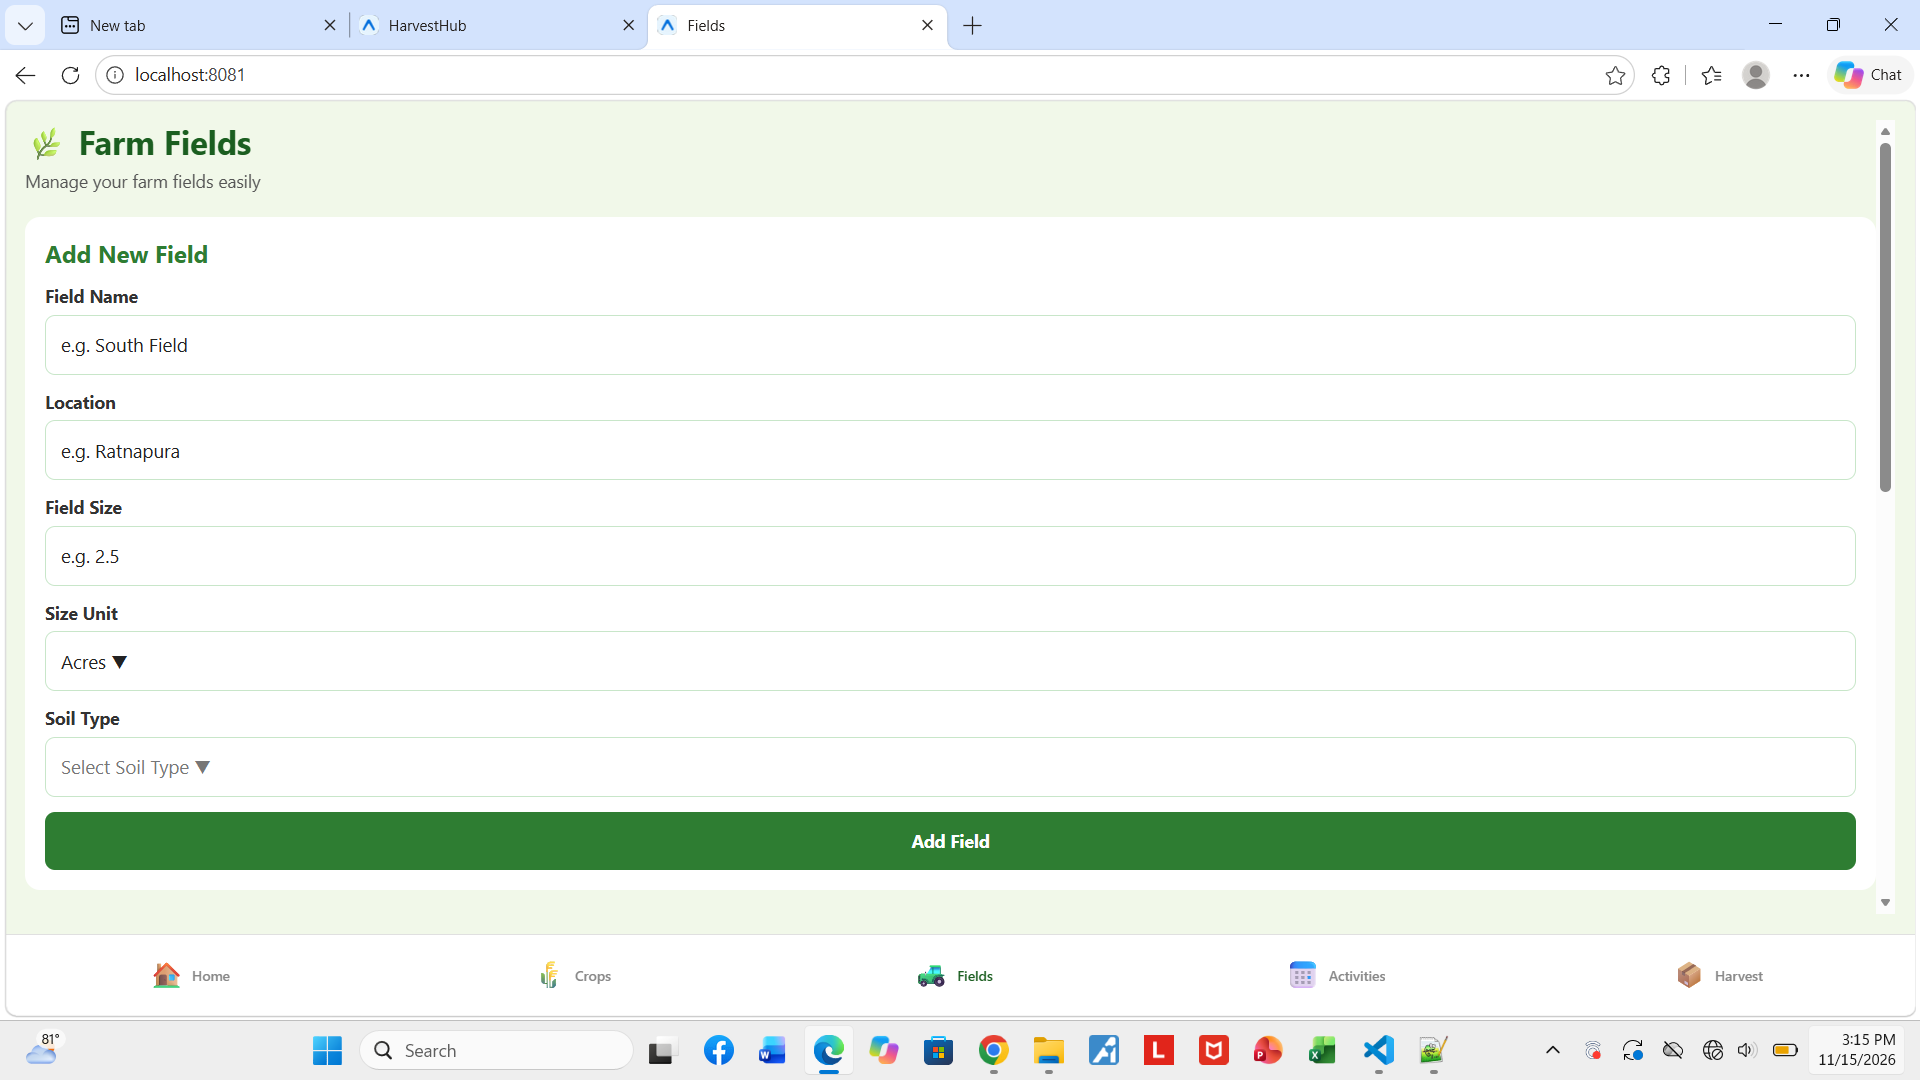 New tab
HarvestHub
Fields
localhost:8081
Chat
Farm Fields
Manage your farm fields easily
Add New Field
Field Name
e.g. South Field
Location
e.g. Ratnapura
Field Size
e.g. 2.5
Size Unit
Acres ▼
Soil Type
Select Soil Type ▼
Add Field
Home
Crops
Fields
Activities
Harvest
81°
Search
3:15 PM
11/15/2026